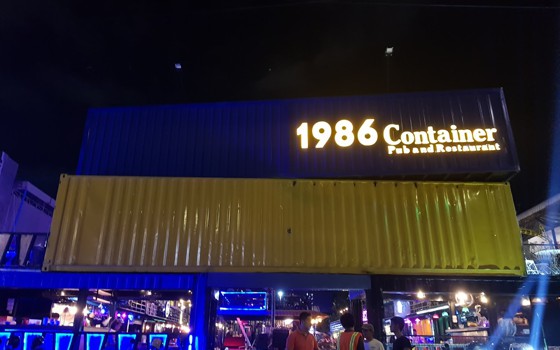 1986 Container
Pub and Restaurant